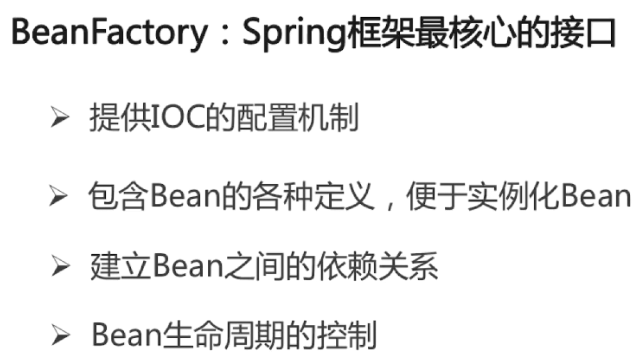 BeanFactory：Spring框架最核心的接口
➢ 提供IOC的配置机制
➢ 包含Bean的各种定义，便于实例化Bean
➢ 建立Bean之间的依赖关系
➢ Bean生命周期的控制